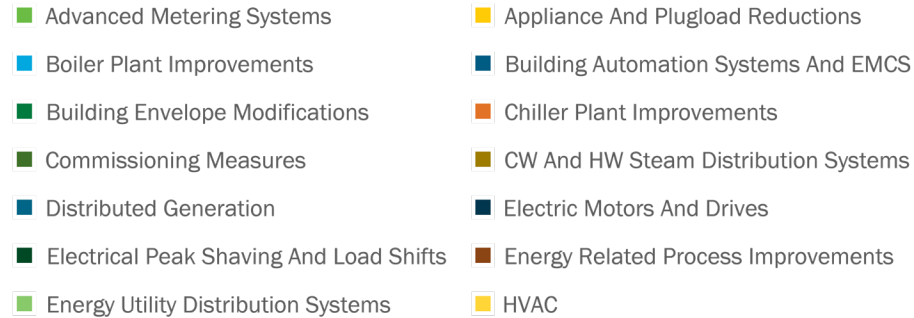 Advanced Metering Systems
Appliance And Plugload Reductions
Boiler Plant Improvements
Building Automation Systems And EMCS
Building Envelope Modifications
Chiller Plant Improvements
Commissioning Measures
CW And HW Steam Distribution Systems
Distributed Generation
Electric Motors And Drives
Electrical Peak Shaving And Load Shifts
Energy Related Process Improvements
Energy Utility Distribution Systems
HVAC